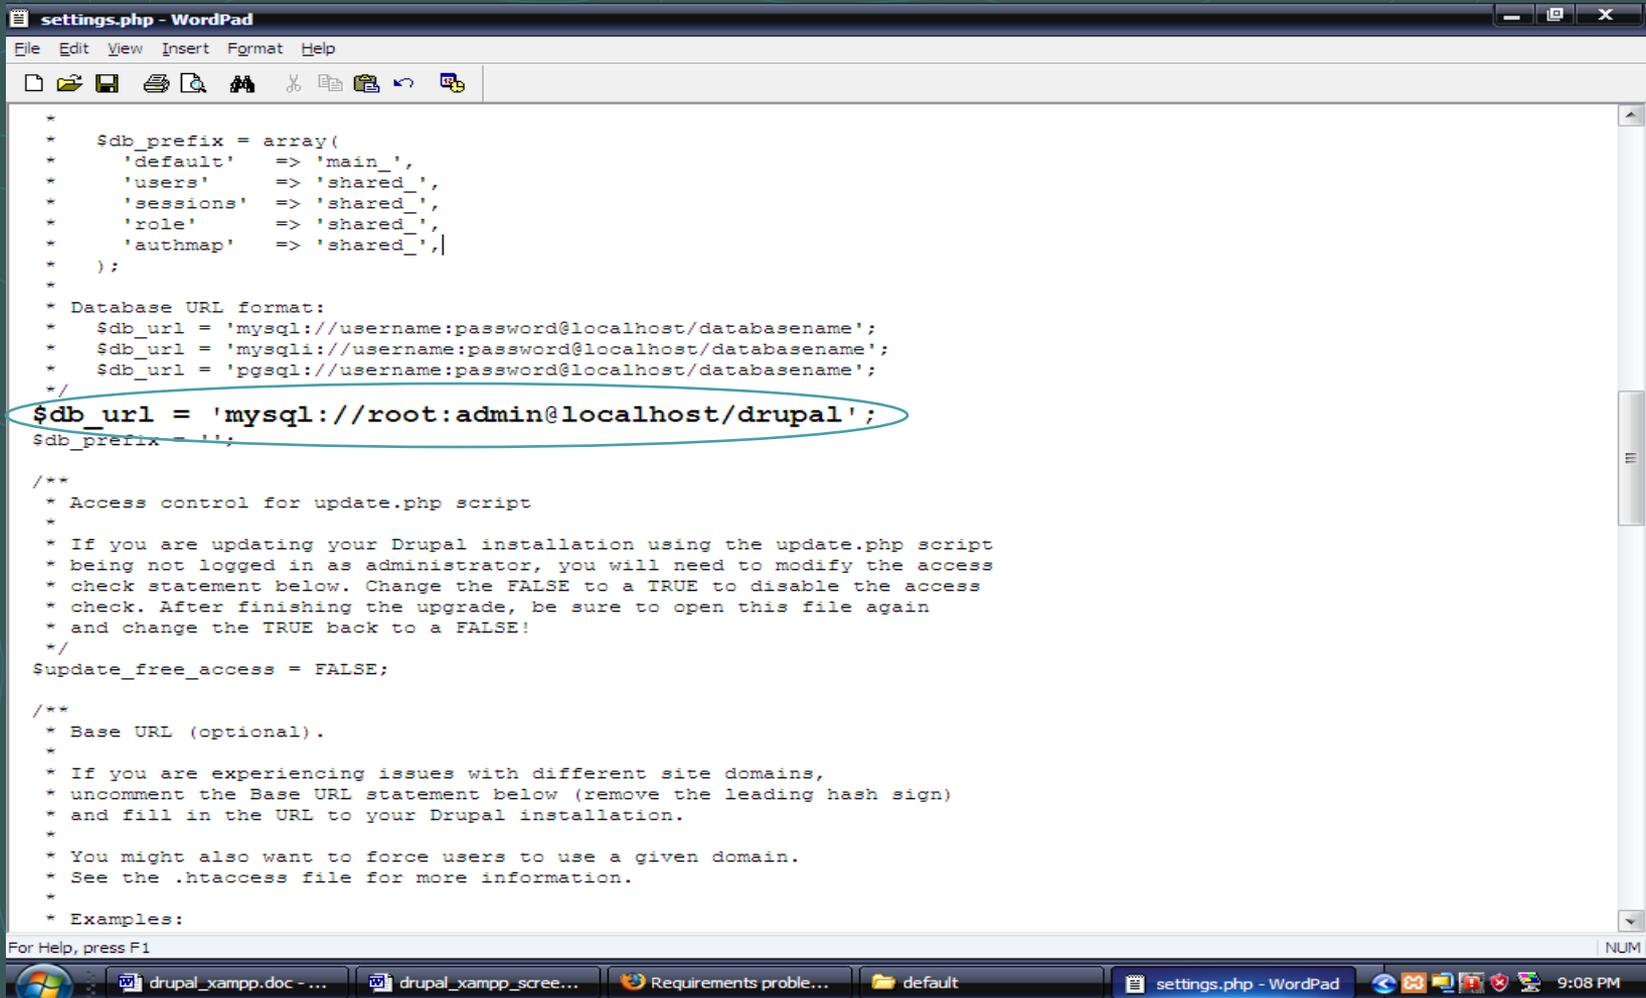 settings.php - WordPad
File Edit View Insert Format Help
*
*    $db_prefix = array(
*      'default'   => 'main_',
*      'users'     => 'shared_',
*      'sessions'  => 'shared_',
*      'role'      => 'shared_',
*      'authmap'   => 'shared_',
*    );
*
* Database URL format:
*    $db_url = 'mysql://username:password@localhost/databasename';
*    $db_url = 'mysqli://username:password@localhost/databasename';
*    $db_url = 'pgsql://username:password@localhost/databasename';
*/
$db_url = 'mysql://root:admin@localhost/drupal';
$db_prefix = '';
/**
* Access control for update.php script
*
* If you are updating your Drupal installation using the update.php script
* being not logged in as administrator, you will need to modify the access
* check statement below. Change the FALSE to a TRUE to disable the access
* check. After finishing the upgrade, be sure to open this file again
* and change the TRUE back to a FALSE!
*/
$update_free_access = FALSE;
/**
* Base URL (optional).
*
* If you are experiencing issues with different site domains,
* uncomment the Base URL statement below (remove the leading hash sign)
* and fill in the URL to your Drupal installation.
*
* You might also want to force users to use a given domain.
* See the .htaccess file for more information.
*
* Examples:
For Help, press F1 NUM
drupal_xampp.doc - ... drupal_xampp_scree... Requirements proble... default settings.php - WordPad 9:08 PM